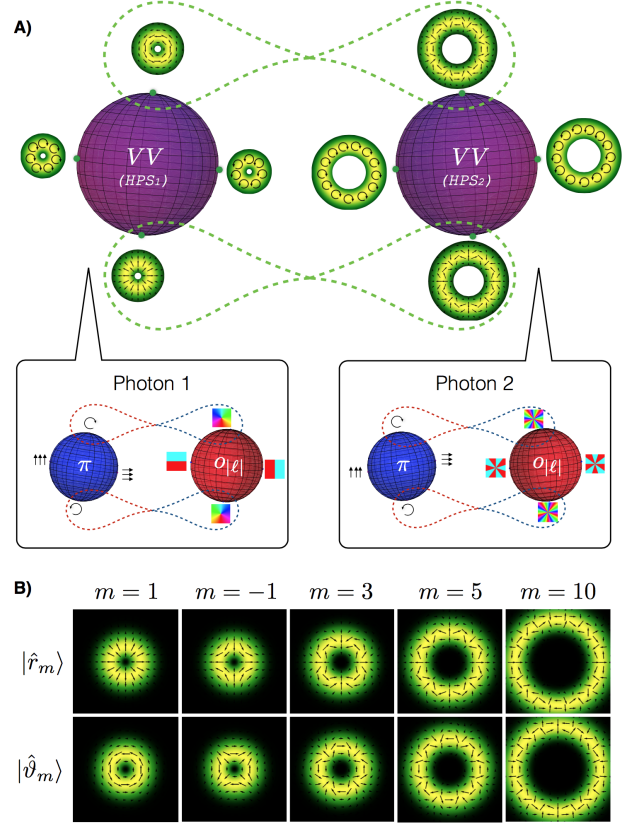 A)
VV
(HPS1)
VV
(HPS2)
Photon 1
π
o|ℓ|
Photon 2
π
o|ℓ|
B)
m = 1
m = −1
m = 3
m = 5
m = 10
|r̂ₘ⟩
|ϑ̂ₘ⟩